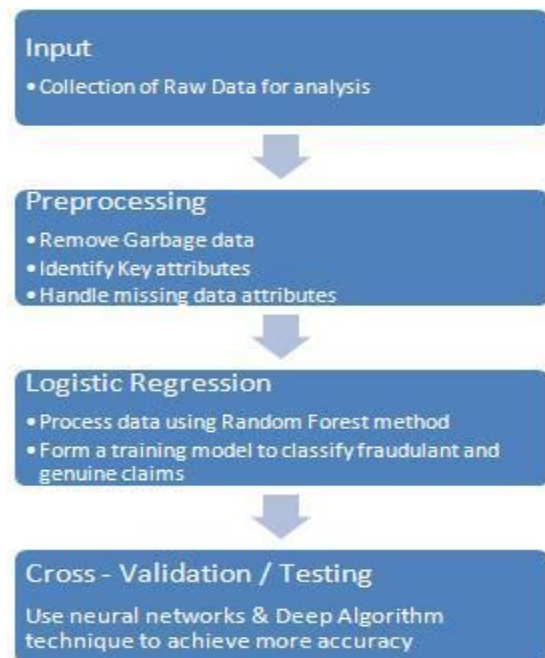 Input
• Collection of Raw Data for analysis
Preprocessing
• Remove Garbage data
• Identify Key attributes
• Handle missing data attributes
Logistic Regression
• Process data using Random Forest method
• Form a training model to classify fraudulant and
genuine claims
Cross - Validation / Testing
Use neural networks & Deep Algorithm
technique to achieve more accuracy